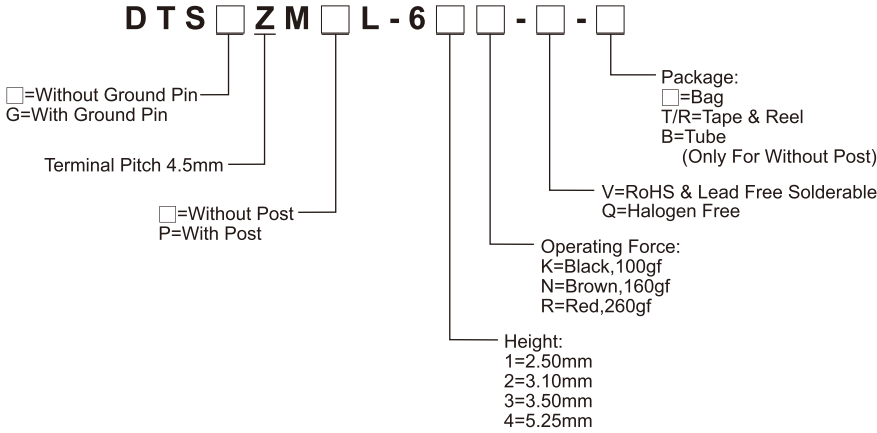 DTS□ZM□L-6□□-□-□
□=Without Ground Pin
G=With Ground Pin
Terminal Pitch 4.5mm
□=Without Post
P=With Post
Package:
□=Bag
T/R=Tape & Reel
B=Tube
(Only For Without Post)
V=RoHS & Lead Free Solderable
Q=Halogen Free
Operating Force:
K=Black,100gf
N=Brown,160gf
R=Red,260gf
Height:
1=2.50mm
2=3.10mm
3=3.50mm
4=5.25mm